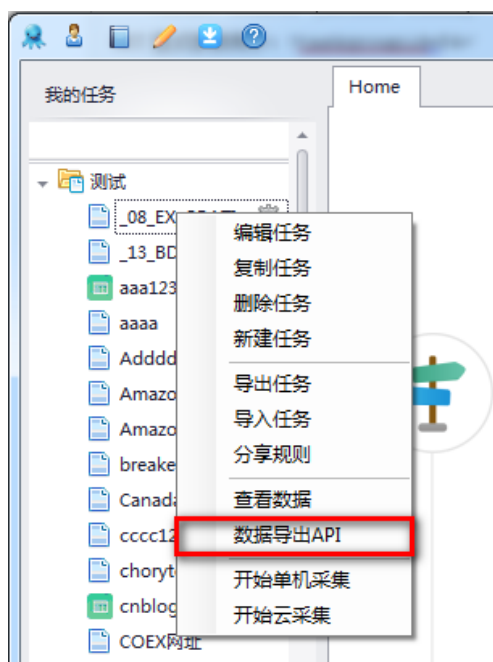 我的任务
Home
测试
_08_EX
_13_BD
aaa123
aaaa
Adddd
Amazo
Amazo
breake
Canada
cccc12
choryt
cnblog
COEX网址
编辑任务
复制任务
删除任务
新建任务
导出任务
导入任务
分享规则
查看数据
数据导出API
开始单机采集
开始云采集